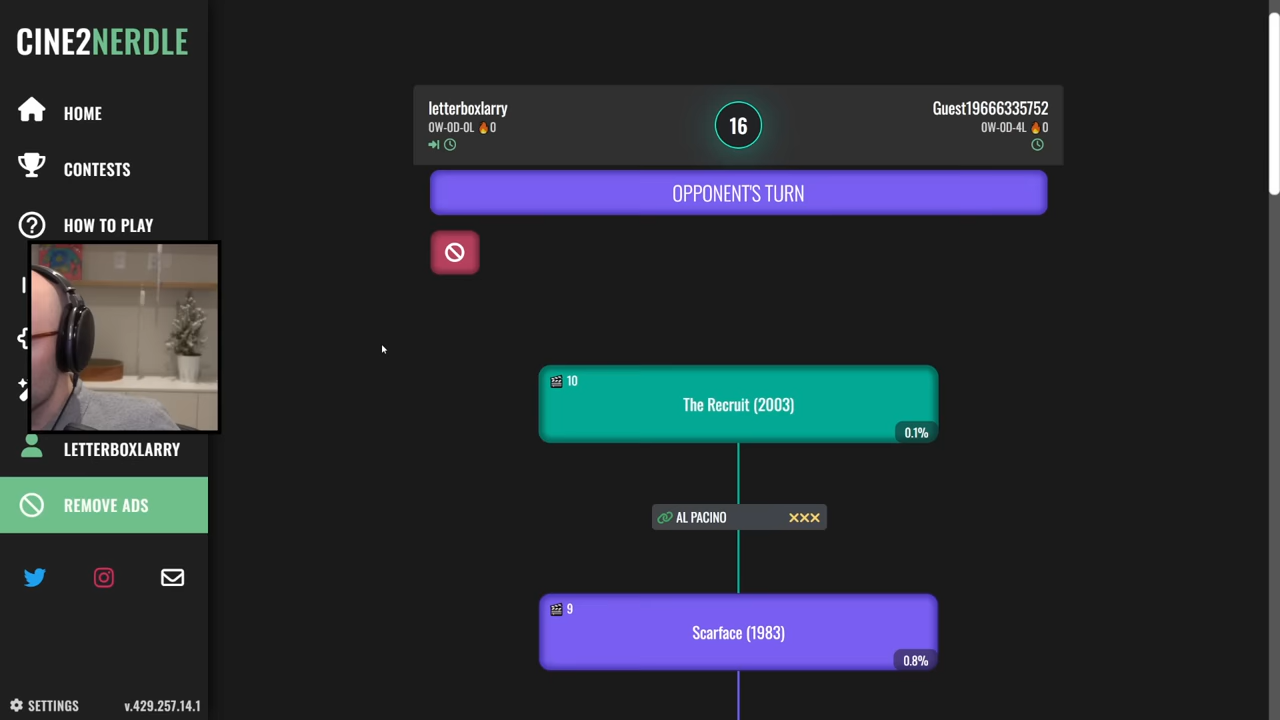 CINE2NERDLE
HOME
CONTESTS
HOW TO PLAY
LETTERBOXLARRY
REMOVE ADS
SETTINGS
v.429.257.14.1
letterboxlarry
0W-0D-0L 🔥0
16
Guest19666335752
0W-0D-4L 🔥0
OPPONENT'S TURN
10
The Recruit (2003)
0.1%
AL PACINO XXX
9
Scarface (1983)
0.8%